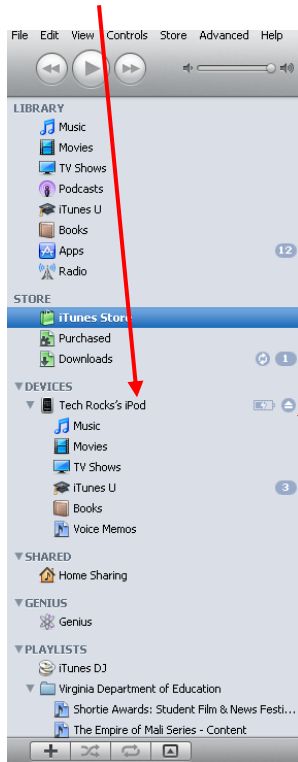 File Edit View Controls Store Advanced Help
LIBRARY
Music
Movies
TV Shows
Podcasts
iTunes U
Books
Apps 12
Radio
STORE
iTunes Store
Purchased
Downloads 1
DEVICES
Tech Rocks's iPod
Music
Movies
TV Shows
iTunes U 3
Books
Voice Memos
SHARED
Home Sharing
GENIUS
Genius
PLAYLISTS
iTunes DJ
Virginia Department of Education
Shortie Awards: Student Film & News Festi...
The Empire of Mali Series - Content